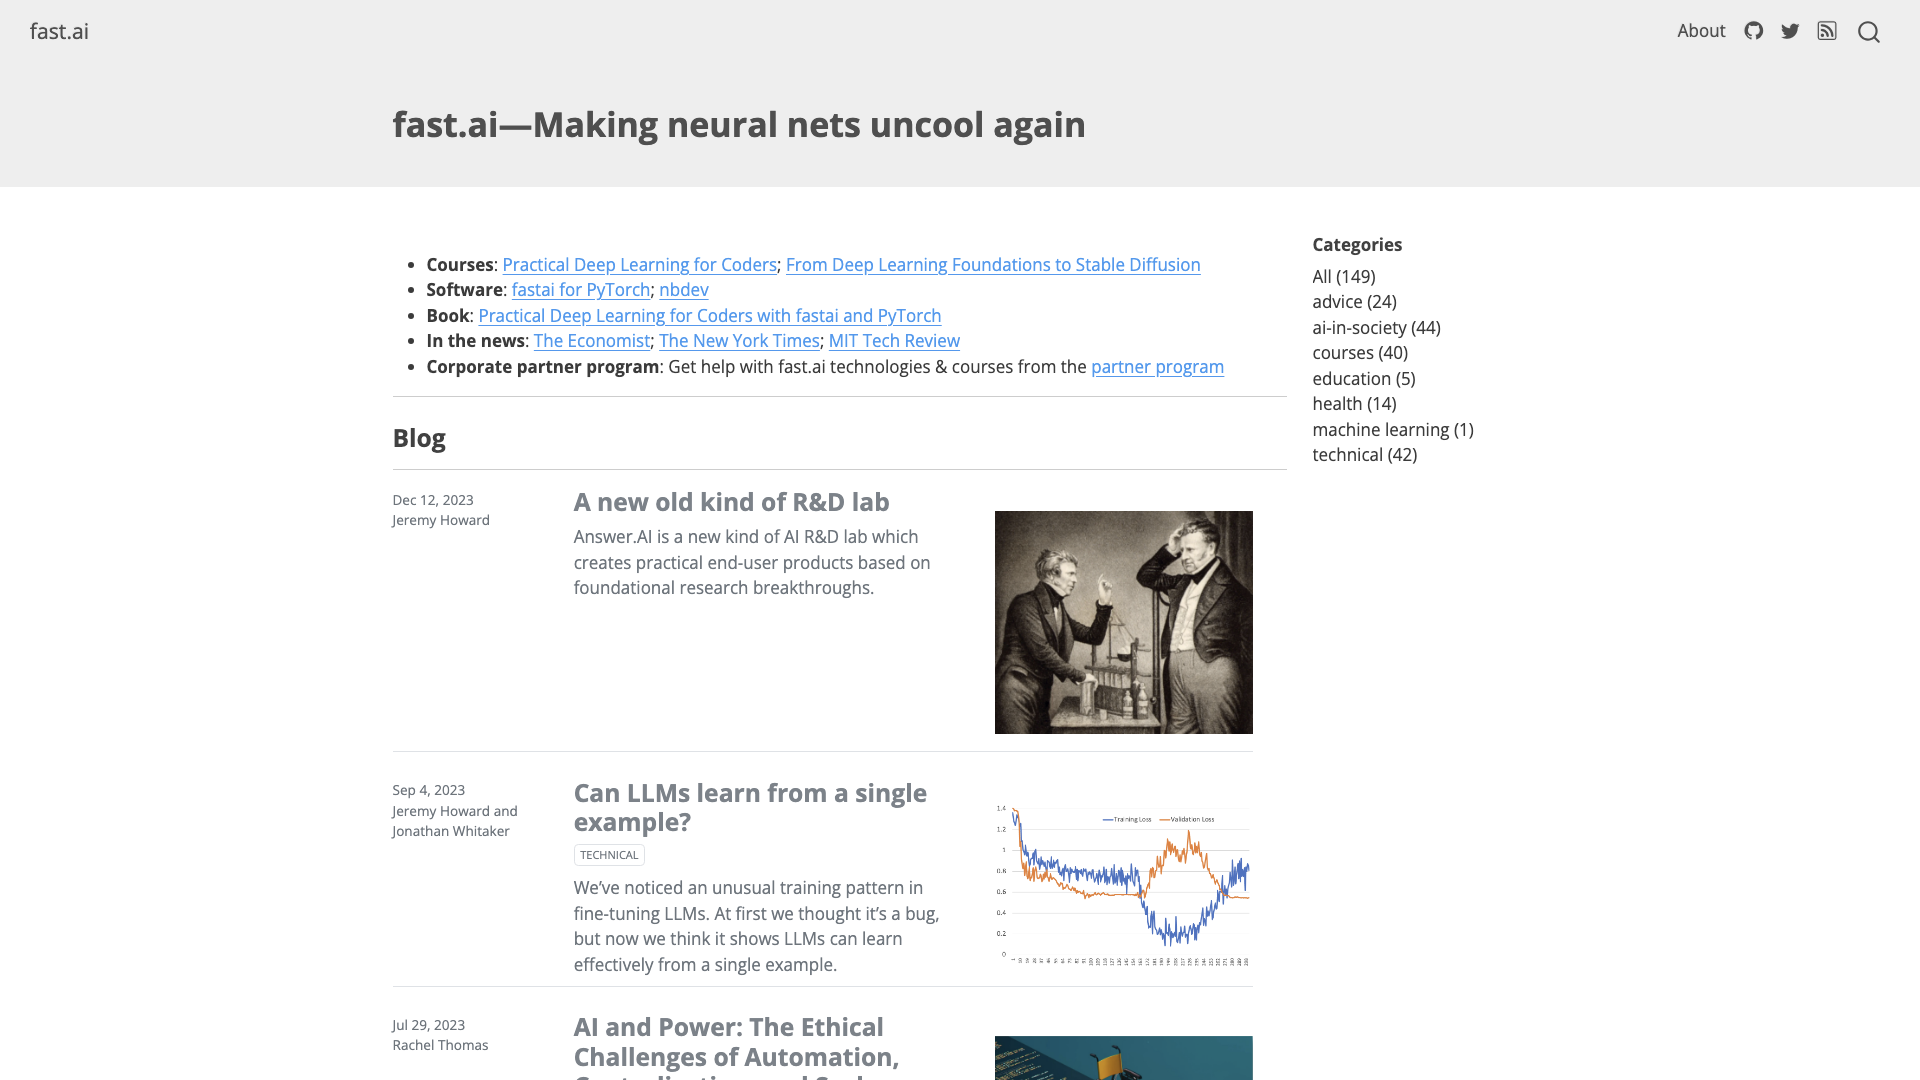 fast.ai
About
fast.ai—Making neural nets uncool again
Courses: Practical Deep Learning for Coders; From Deep Learning Foundations to Stable Diffusion
Software: fastai for PyTorch; nbdev
Book: Practical Deep Learning for Coders with fastai and PyTorch
In the news: The Economist; The New York Times; MIT Tech Review
Corporate partner program: Get help with fast.ai technologies & courses from the partner program
Categories
All (149)
advice (24)
ai-in-society (44)
courses (40)
education (5)
health (14)
machine learning (1)
technical (42)
Blog
Dec 12, 2023
Jeremy Howard
A new old kind of R&D lab
Answer.AI is a new kind of AI R&D lab which
creates practical end-user products based on
foundational research breakthroughs.
Sep 4, 2023
Jeremy Howard and
Jonathan Whitaker
Can LLMs learn from a single
example?
TECHNICAL
We’ve noticed an unusual training pattern in
fine-tuning LLMs. At first we thought it’s a bug,
but now we think it shows LLMs can learn
effectively from a single example.
Training Loss Validation Loss
1.4
1.2
1
0.8
0.6
0.4
0.2
0
Jul 29, 2023
Rachel Thomas
AI and Power: The Ethical
Challenges of Automation,